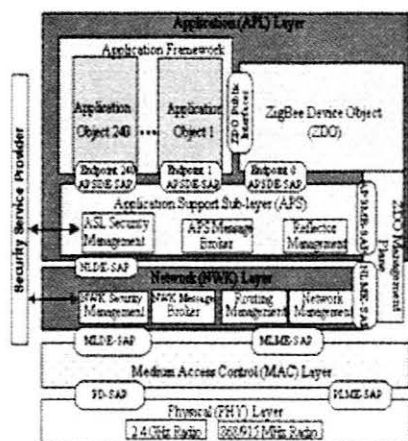 Application (APL) Layer
Application Framework
Application
Object 240
...
Application
Object 1
ZDO Public
Interfaces
ZigBee Device Object
(ZDO)
Endpoint 240
APSDE-SAP
Endpoint 1
APSDE-SAP
Endpoint 0
APSDE-SAP
Application Support Sub-layer (APS)
ASL Security
Management
APS Message
Broker
Reflector
Management
APSME-SAP
ZDO Management
Plane
Security Service Provider
NLDE-SAP
NLME-SAP
Network (NWK) Layer
NWK Security
Management
NWK Message
Broker
Routing
Management
Network
Management
MLDE-SAP
MLME-SAP
Medium Access Control (MAC) Layer
PD-SAP
PLME-SAP
Physical (PHY) Layer
2.4 GHz Radio
868/915 MHz Radio